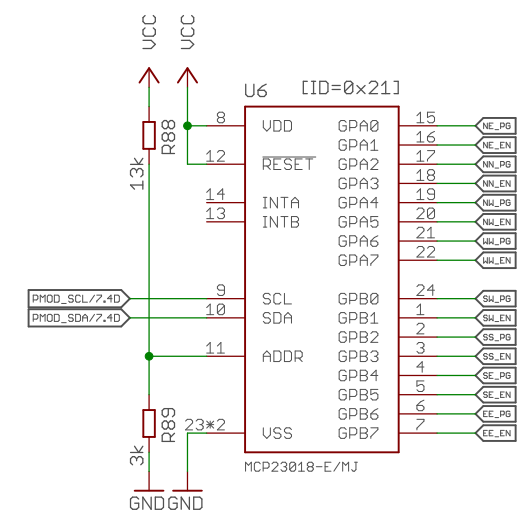 VCC VCC
U6 [ID=0x21]
R88
13k
8 VDD GPA0 15 NE_PG
GPA1 16 NE_EN
12 RESET GPA2 17 NN_PG
GPA3 18 NN_EN
14 INTA GPA4 19 NW_PG
13 INTB GPA5 20 NW_EN
GPA6 21 WW_PG
GPA7 22 WW_EN
PMOD_SCL/7.4D 9 SCL GPB0 24 SW_PG
PMOD_SDA/7.4D 10 SDA GPB1 1 SW_EN
GPB2 2 SS_PG
11 ADDR GPB3 3 SS_EN
GPB4 4 SE_PG
GPB5 5 SE_EN
R89
3k
GPB6 6 EE_PG
23*2 VSS GPB7 7 EE_EN
MCP23018-E/MJ
GND GND